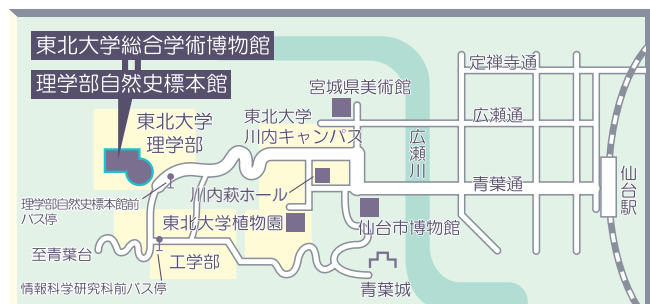 東北大学総合学術博物館
理学部自然史標本館
定禅寺通
宮城県美術館
東北大学
理学部
東北大学
川内キャンパス
広瀬通
広瀬川
仙台駅
青葉通
川内萩ホール
理学部自然史標本館前
バス停
東北大学植物園
仙台市博物館
至青葉台
工学部
情報科学研究科前バス停
青葉城